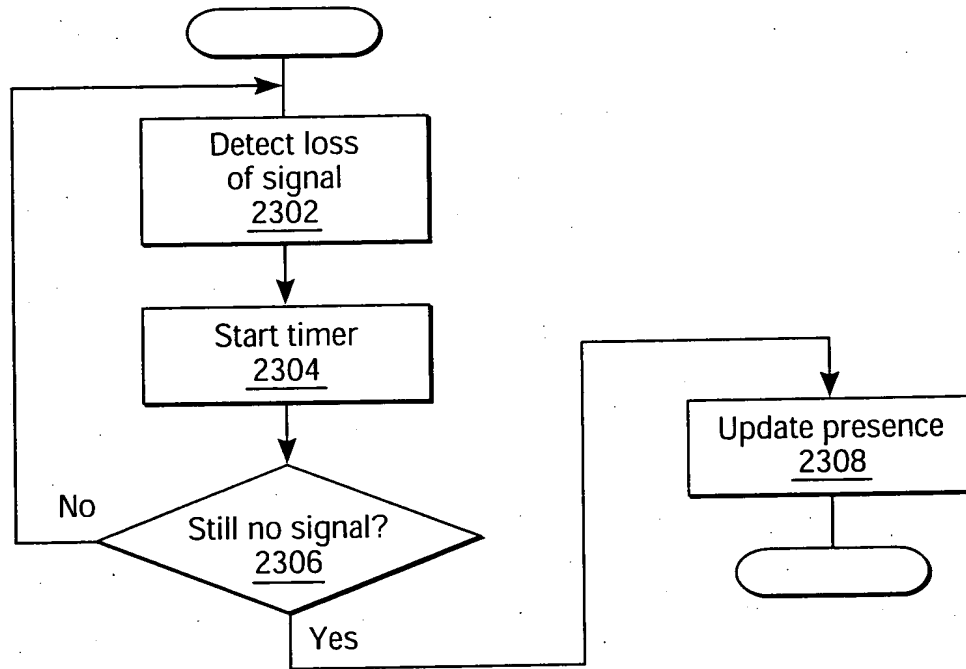 Detect loss
of signal
2302
Start timer
2304
Still no signal?
2306
No
Yes
Update presence
2308